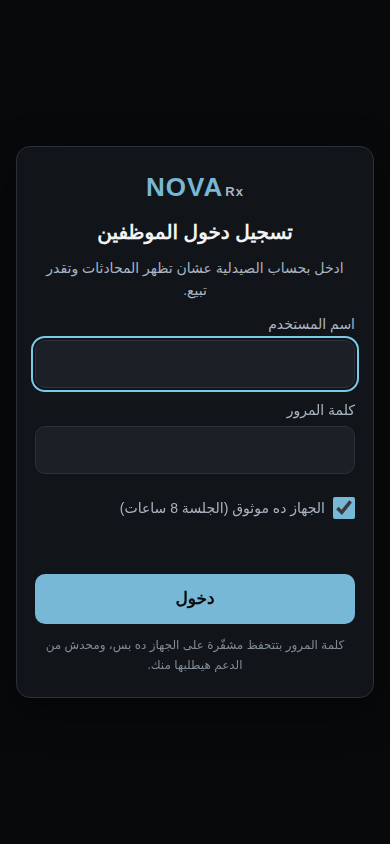 NOVA Rx
تسجيل دخول الموظفين
ادخل بحساب الصيدلية عشان تظهر المحادثات وتقدر
تبيع.
اسم المستخدم
كلمة المرور
الجهاز ده موثوق (الجلسة 8 ساعات)
دخول
كلمة المرور بتتحفظ مشفّرة على الجهاز ده بس، ومحدش من
الدعم هيطلبها منك.